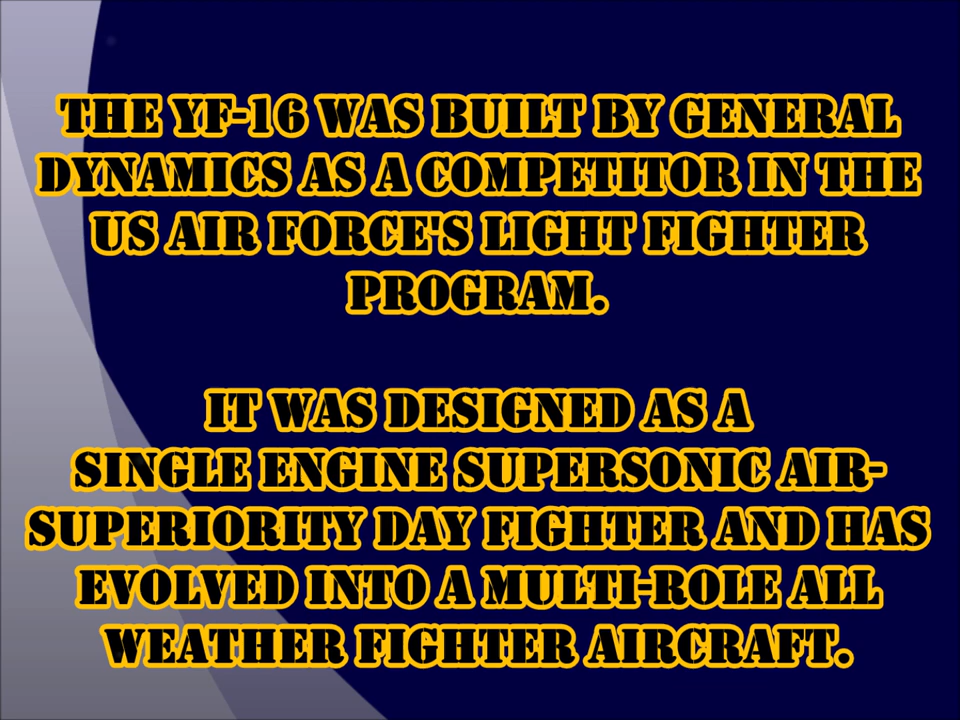 THE YF-16 WAS BUILT BY GENERAL
DYNAMICS AS A COMPETITOR IN THE
US AIR FORCE'S LIGHT FIGHTER
PROGRAM.
IT WAS DESIGNED AS A
SINGLE ENGINE SUPERSONIC AIR-
SUPERIORITY DAY FIGHTER AND HAS
EVOLVED INTO A MULTI-ROLE ALL
WEATHER FIGHTER AIRCRAFT.